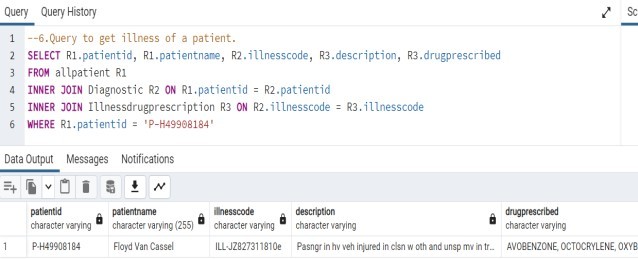 Query Query History Sc
1 --6.Query to get illness of a patient.
2 SELECT R1.patientid, R1.patientname, R2.illnesscode, R3.description, R3.drugprescribed
3 FROM allpatient R1
4 INNER JOIN Diagnostic R2 ON R1.patientid = R2.patientid
5 INNER JOIN Illnessdrugprescription R3 ON R2.illnesscode = R3.illnesscode
6 WHERE R1.patientid = 'P-H49908184'
Data Output Messages Notifications
patientid patientname illnesscode description drugprescribed
character varying character varying (255) character varying character varying character varying
1 P-H49908184 Floyd Van Cassel ILL-JZ827311810e Pasngr in hv veh injured in clsn w oth and unsp mv in tr... AVOBENZONE, OCTOCRYLENE, OXYB